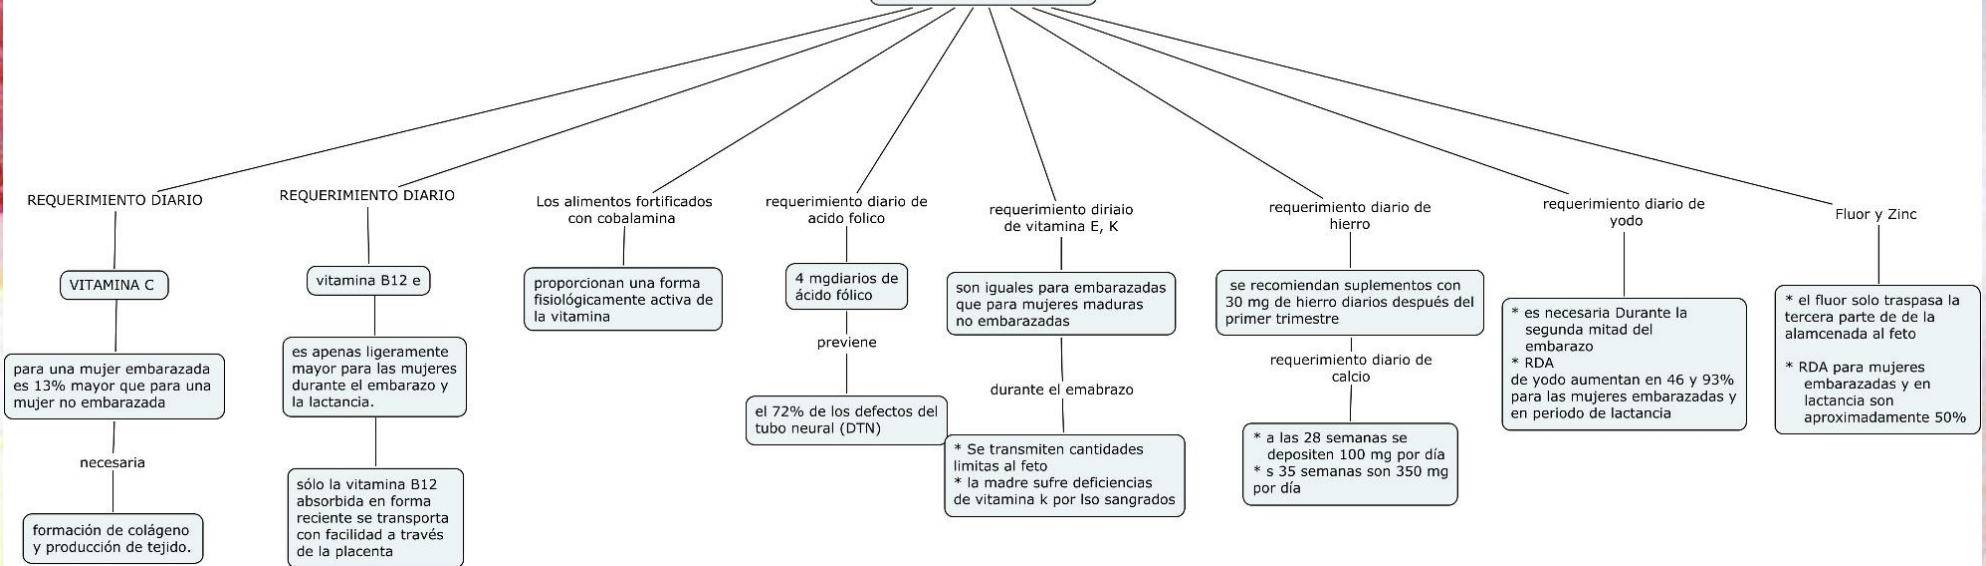 REQUERIMIENTO DIARIO
VITAMINA C
para una mujer embarazada
es 13% mayor que para una
mujer no embarazada
necesaria
formación de colágeno
y producción de tejido.
REQUERIMIENTO DIARIO
vitamina B12 e
es apenas ligeramente
mayor para las mujeres
durante el embarazo y
la lactancia.
sólo la vitamina B12
absorbida en forma
reciente se transporta
con facilidad a través
de la placenta
Los alimentos fortificados
con cobalamina
proporcionan una forma
fisiológicamente activa de
la vitamina
requerimiento diario de
acido folico
4 mgdiarios de
ácido fólico
previene
el 72% de los defectos del
tubo neural (DTN)
requerimiento diriaio
de vitamina E, K
son iguales para embarazadas
que para mujeres maduras
no embarazadas
durante el emabrazo
* Se transmiten cantidades
limitas al feto
* la madre sufre deficiencias
de vitamina k por lso sangrados
requerimiento diario de
hierro
se recomiendan suplementos con
30 mg de hierro diarios después del
primer trimestre
requerimiento diario de
calcio
* a las 28 semanas se
depositen 100 mg por día
* s 35 semanas son 350 mg
por día
requerimiento diario de
yodo
* es necesaria Durante la
segunda mitad del
embarazo
* RDA
de yodo aumentan en 46 y 93%
para las mujeres embarazadas y
en periodo de lactancia
Fluor y Zinc
* el fluor solo traspasa la
tercera parte de de la
alamcenada al feto
* RDA para mujeres
embarazadas y en
lactancia son
aproximadamente 50%